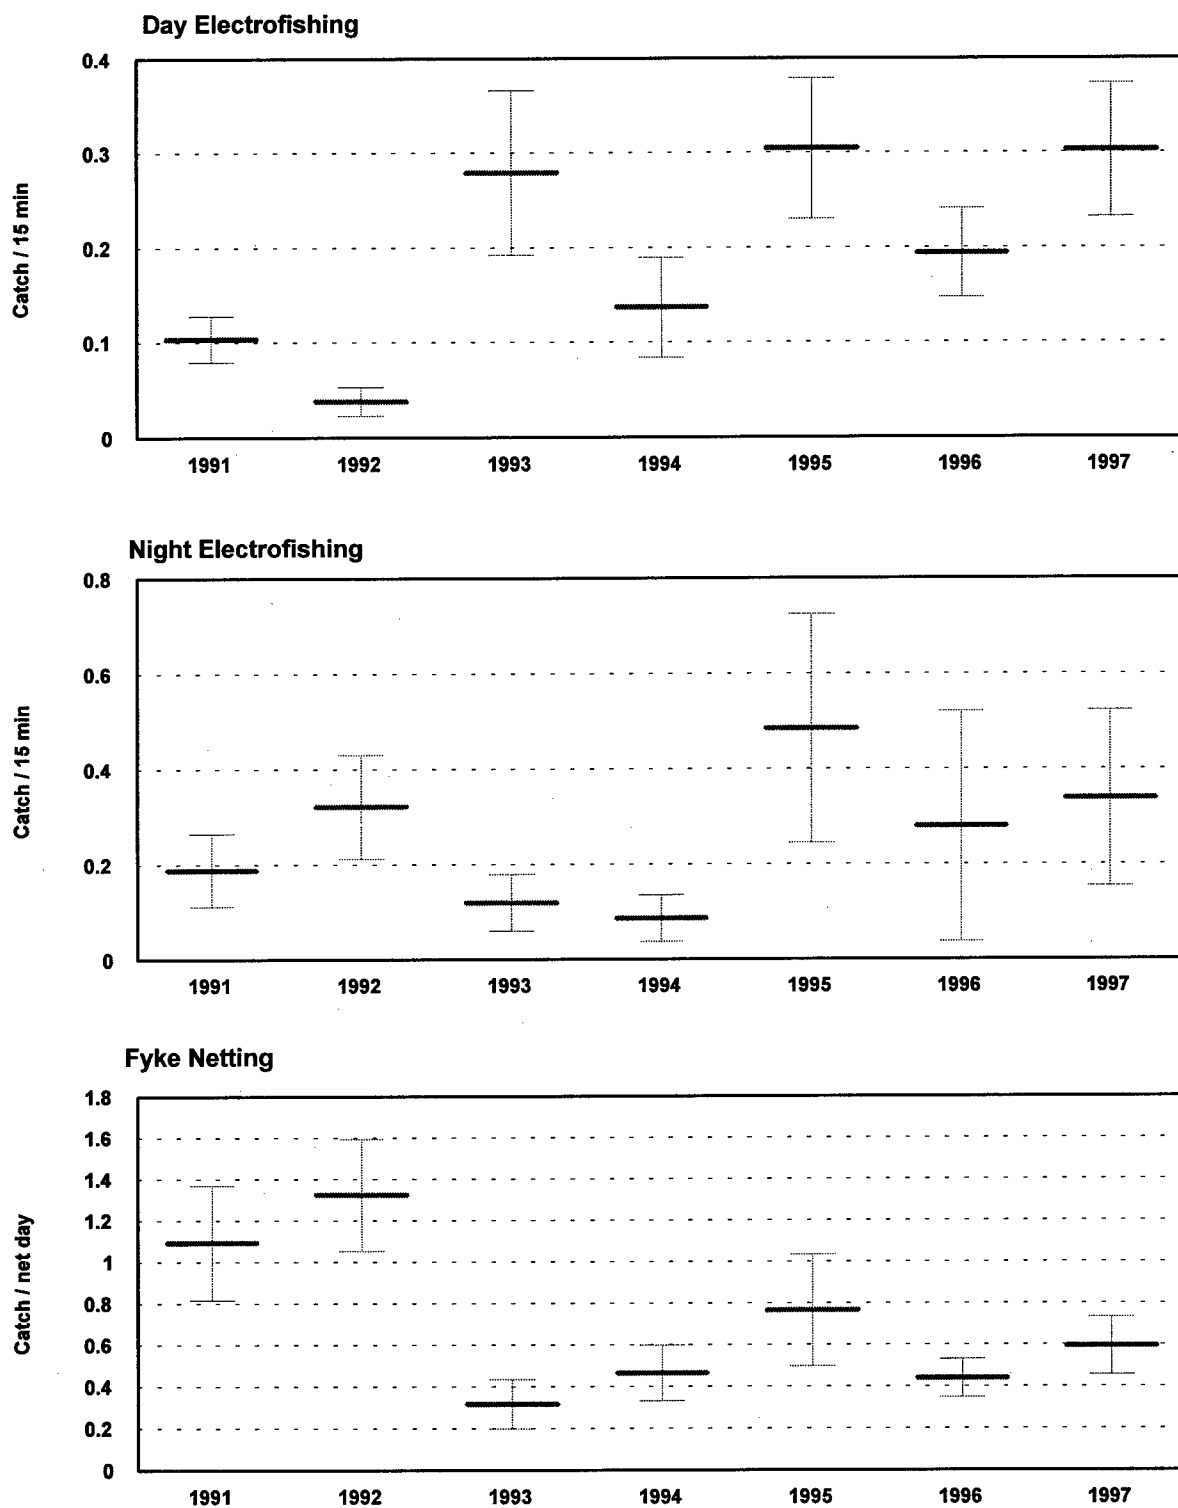 Day Electrofishing
0.4
0.3
0.2
0.1
0
Catch / 15 min
1991 1992 1993 1994 1995 1996 1997
Night Electrofishing
0.8
0.6
0.4
0.2
0
Catch / 15 min
1991 1992 1993 1994 1995 1996 1997
Fyke Netting
1.8
1.6
1.4
1.2
1
0.8
0.6
0.4
0.2
0
Catch / net day
1991 1992 1993 1994 1995 1996 1997